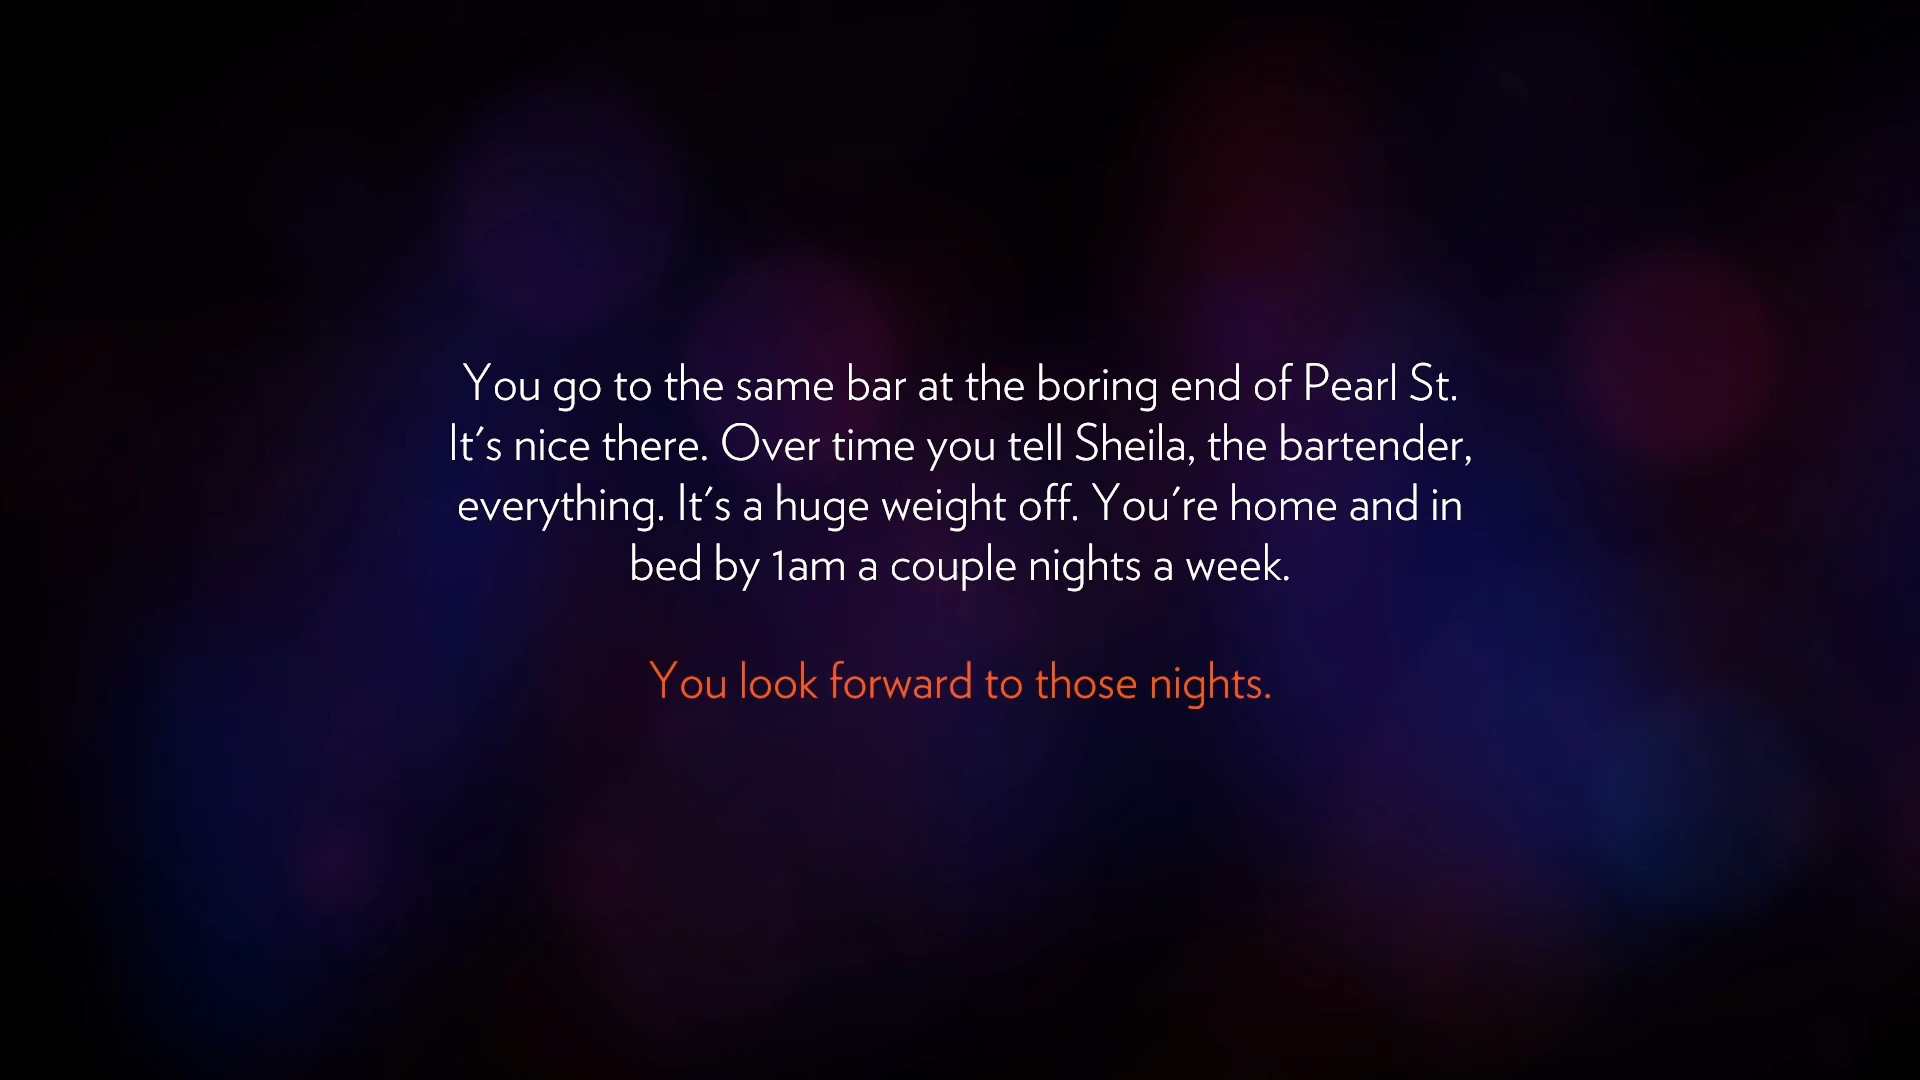 You go to the same bar at the boring end of Pearl St.
It's nice there. Over time you tell Sheila, the bartender,
everything. It's a huge weight off. You're home and in
bed by 1am a couple nights a week.
You look forward to those nights.